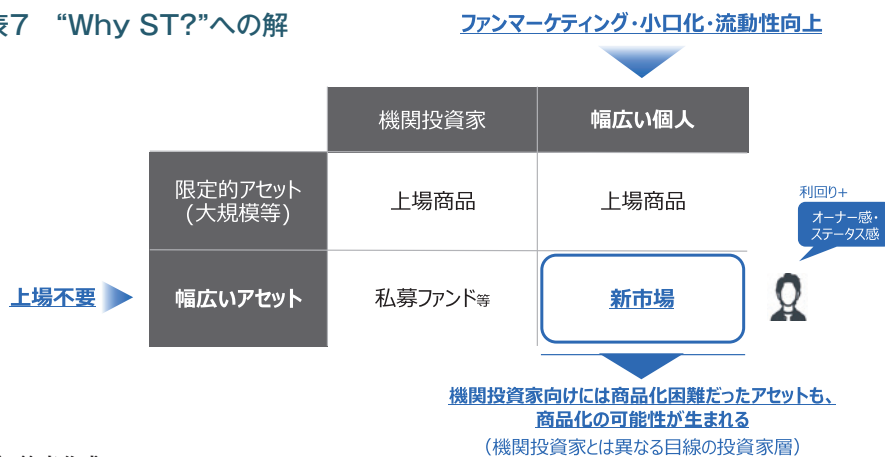 表7 “Why ST?”への解
ファンマーケティング・小口化・流動性向上
機関投資家
幅広い個人
限定的アセット
(大規模等)
上場商品
上場商品
利回り+
オーナー感・
ステータス感
上場不要
幅広いアセット
私募ファンド等
新市場
機関投資家向けには商品化困難だったアセットも、
商品化の可能性が生まれる
（機関投資家とは異なる目線の投資家層）